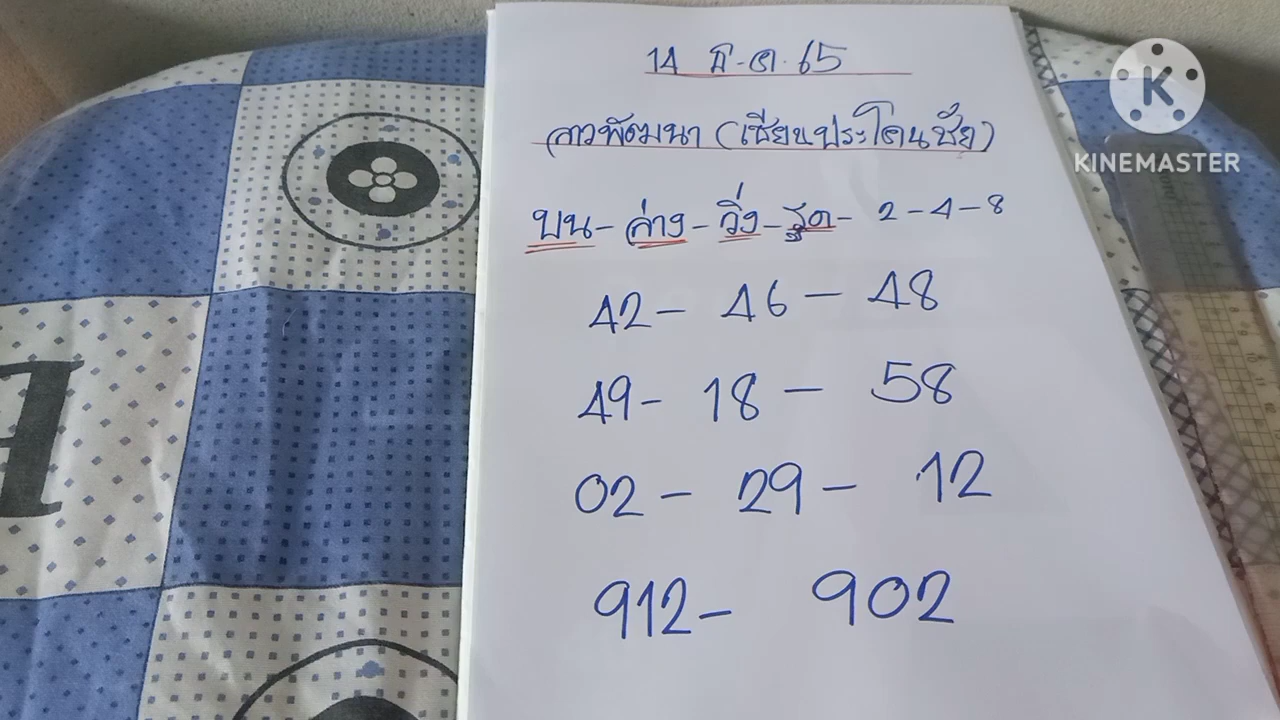 14 มี.ค.65
ลาวพัฒนา (เซียนประโคนชัย)
บน - ล่าง - วิ่ง - รูด - 2 - 4 - 8
42 - 46 - 48
49 - 18 - 58
02 - 29 - 12
912 - 902
K
KINEMASTER
A